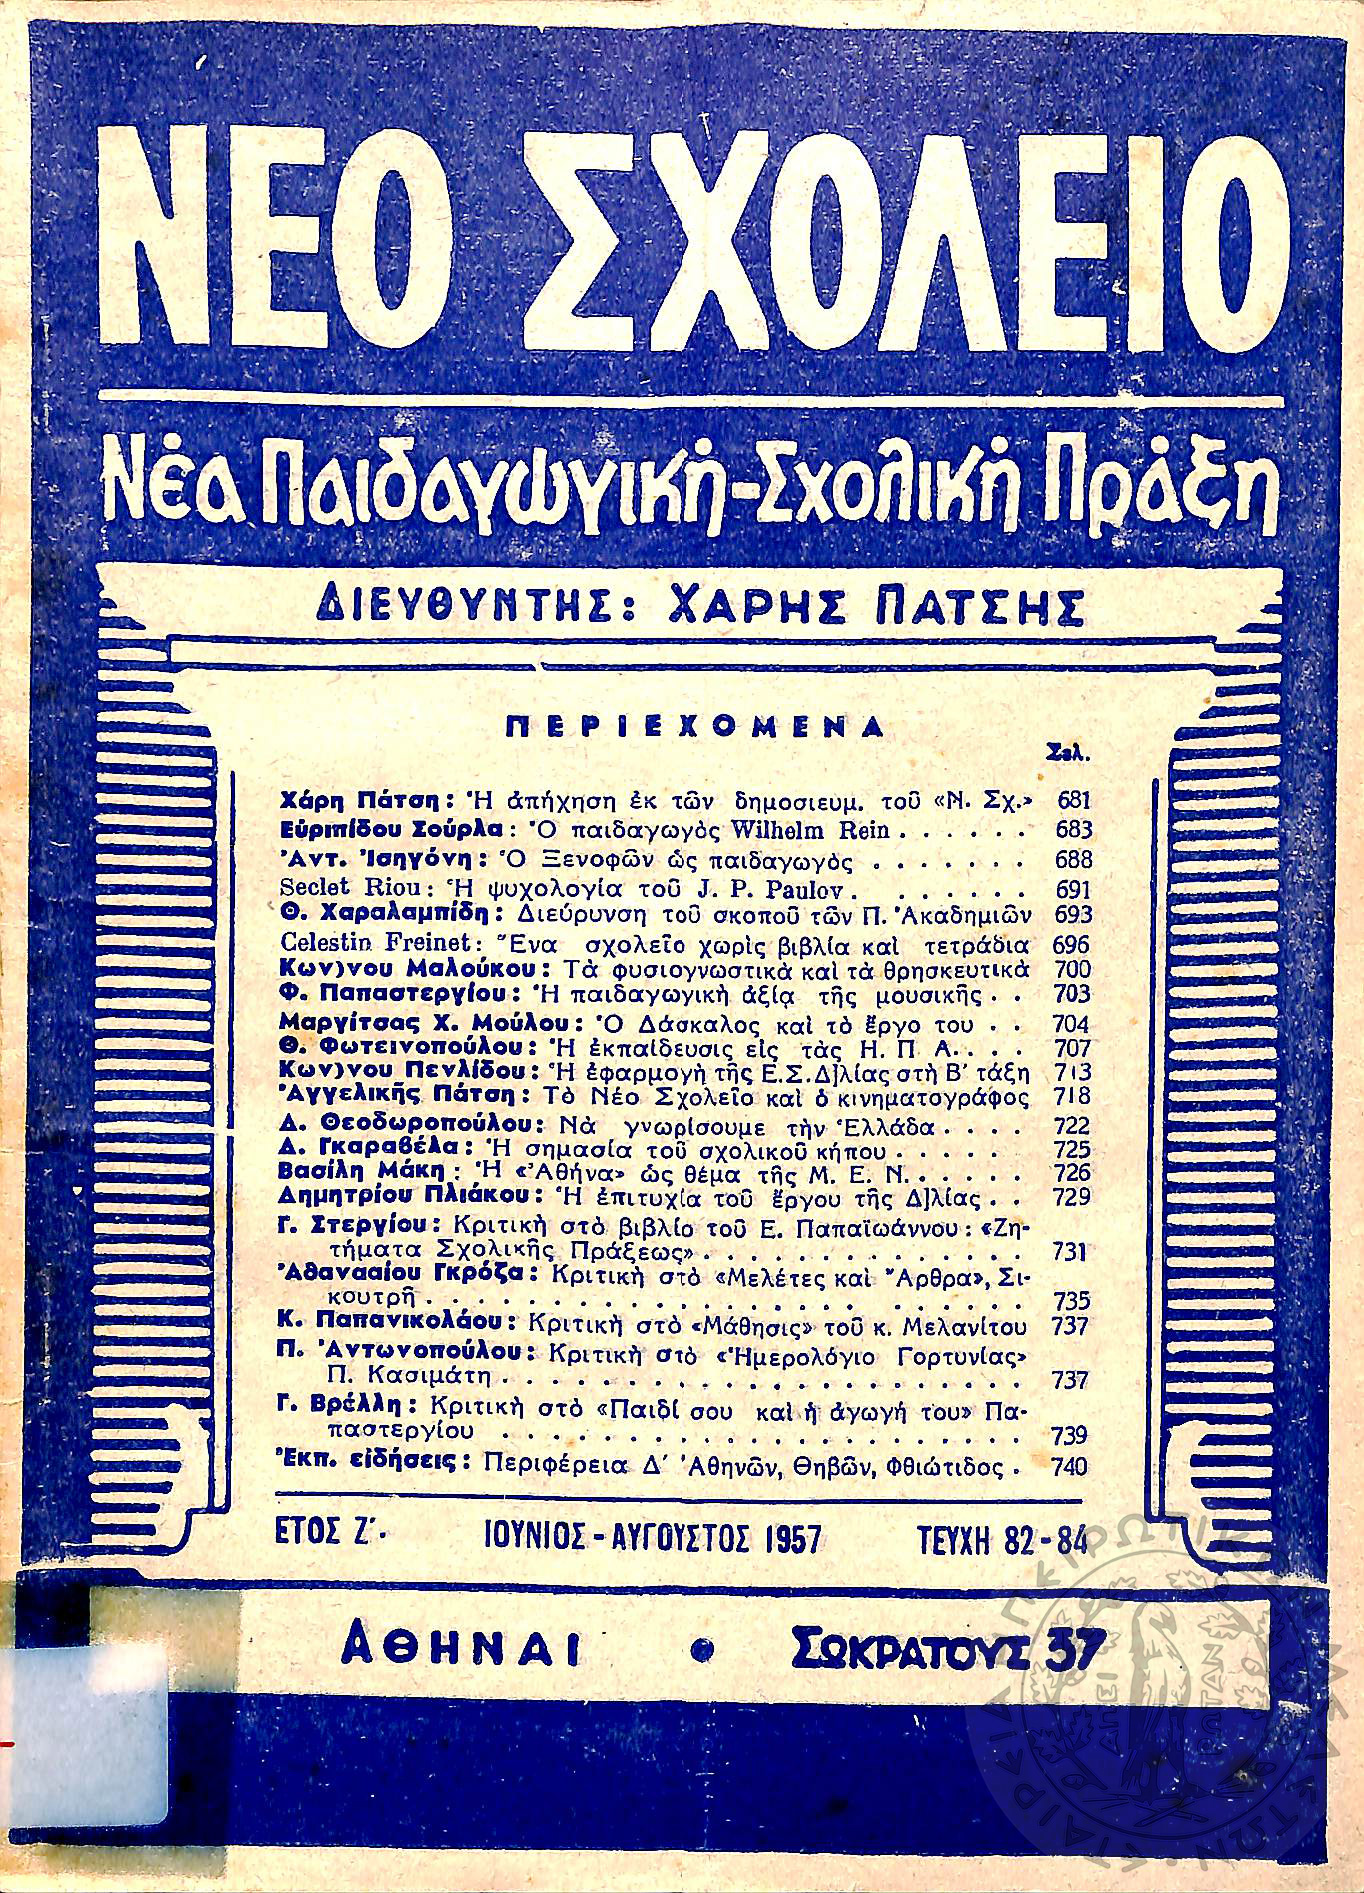 ΝΕΟ ΣΧΟΛΕΙΟ
Νέα Παιδαγωγική-Σχολική Πράξη
ΔΙΕΥΘΥΝΤΗΣ: ΧΑΡΗΣ ΠΑΤΣΗΣ
ΠΕΡΙΕΧΟΜΕΝΑ
Σελ.
Χάρη Πάτση: Ἡ ἀπήχηση ἐκ τῶν δημοσιευμ. τοῦ «Ν. Σχ.» 681
Εὐριπίδου Σούρλα: Ὁ παιδαγωγὸς Wilhelm Rein . . . . . . 683
Ἀντ. Ἰσηγόνη: Ὁ Ξενοφῶν ὡς παιδαγωγὸς . . . . . . . 688
Seclet Riou: Ἡ ψυχολογία τοῦ J. P. Paulov . . . . . . . 691
Θ. Χαραλαμπίδη: Διεύρυνση τοῦ σκοποῦ τῶν Π. Ἀκαδημιῶν 693
Celestin Freinet: Ἕνα σχολεῖο χωρὶς βιβλία καὶ τετράδια 696
Κων)νου Μαλούκου: Τὰ φυσιογνωστικὰ καὶ τὰ θρησκευτικὰ 700
Φ. Παπαστεργίου: Ἡ παιδαγωγικὴ ἀξία τῆς μουσικῆς . . 703
Μαργίτσας Χ. Μούλου: Ὁ Δάσκαλος καὶ τὸ ἔργο του . . 704
Θ. Φωτεινοπούλου: Ἡ ἐκπαίδευσις εἰς τὰς Η. Π Α. . . . 707
Κων)νου Πενλίδου: Ἡ ἐφαρμογὴ τῆς Ε.Σ.Δ]λίας στὴ Β' τάξη 713
Ἀγγελικῆς Πάτση: Τὸ Νέο Σχολεῖο καὶ ὁ κινηματογράφος 718
Δ. Θεοδωροπούλου: Νὰ γνωρίσουμε τὴν Ἑλλάδα . . . . 722
Δ. Γκαραβέλα: Ἡ σημασία τοῦ σχολικοῦ κήπου . . . . . 725
Βασίλη Μάκη: Ἡ «Ἀθήνα» ὡς θέμα τῆς Μ. Ε. Ν. . . . . . 726
Δημητρίου Πλιάκου: Ἡ ἐπιτυχία τοῦ ἔργου τῆς Δ]λίας . . 729
Γ. Στεργίου: Κριτικὴ στὸ βιβλίο τοῦ Ε. Παπαϊωάννου: «Ζη-
τήματα Σχολικῆς Πράξεως» . . . . . . . . . . . . . . 731
Ἀθανασίου Γκρόζα: Κριτικὴ στὸ «Μελέτες καὶ Ἄρθρα», Σι-
κουτρῆ . . . . . . . . . . . . . . . . . . . . . . 735
Κ. Παπανικολάου: Κριτικὴ στὸ «Μάθησις» τοῦ κ. Μελανίτου 737
Π. Ἀντωνοπούλου: Κριτικὴ στὸ «Ἡμερολόγιο Γορτυνίας»
Π. Κασιμάτη . . . . . . . . . . . . . . . . . . . 737
Γ. Βρέλλη: Κριτικὴ στὸ «Παιδί σου καὶ ἡ ἀγωγή του» Πα-
παστεργίου . . . . . . . . . . . . . . . . . . . . 739
Ἐκπ. εἰδήσεις: Περιφέρεια Δ' Ἀθηνῶν, Θηβῶν, Φθιώτιδος . 740
ΕΤΟΣ Ζ'. ΙΟΥΝΙΟΣ - ΑΥΓΟΥΣΤΟΣ 1957 ΤΕΥΧΗ 82-84
ΑΘΗΝΑΙ • ΣΩΚΡΑΤΟΥΣ 37
ΑΠΕΙ ΡΩΤΑΝ